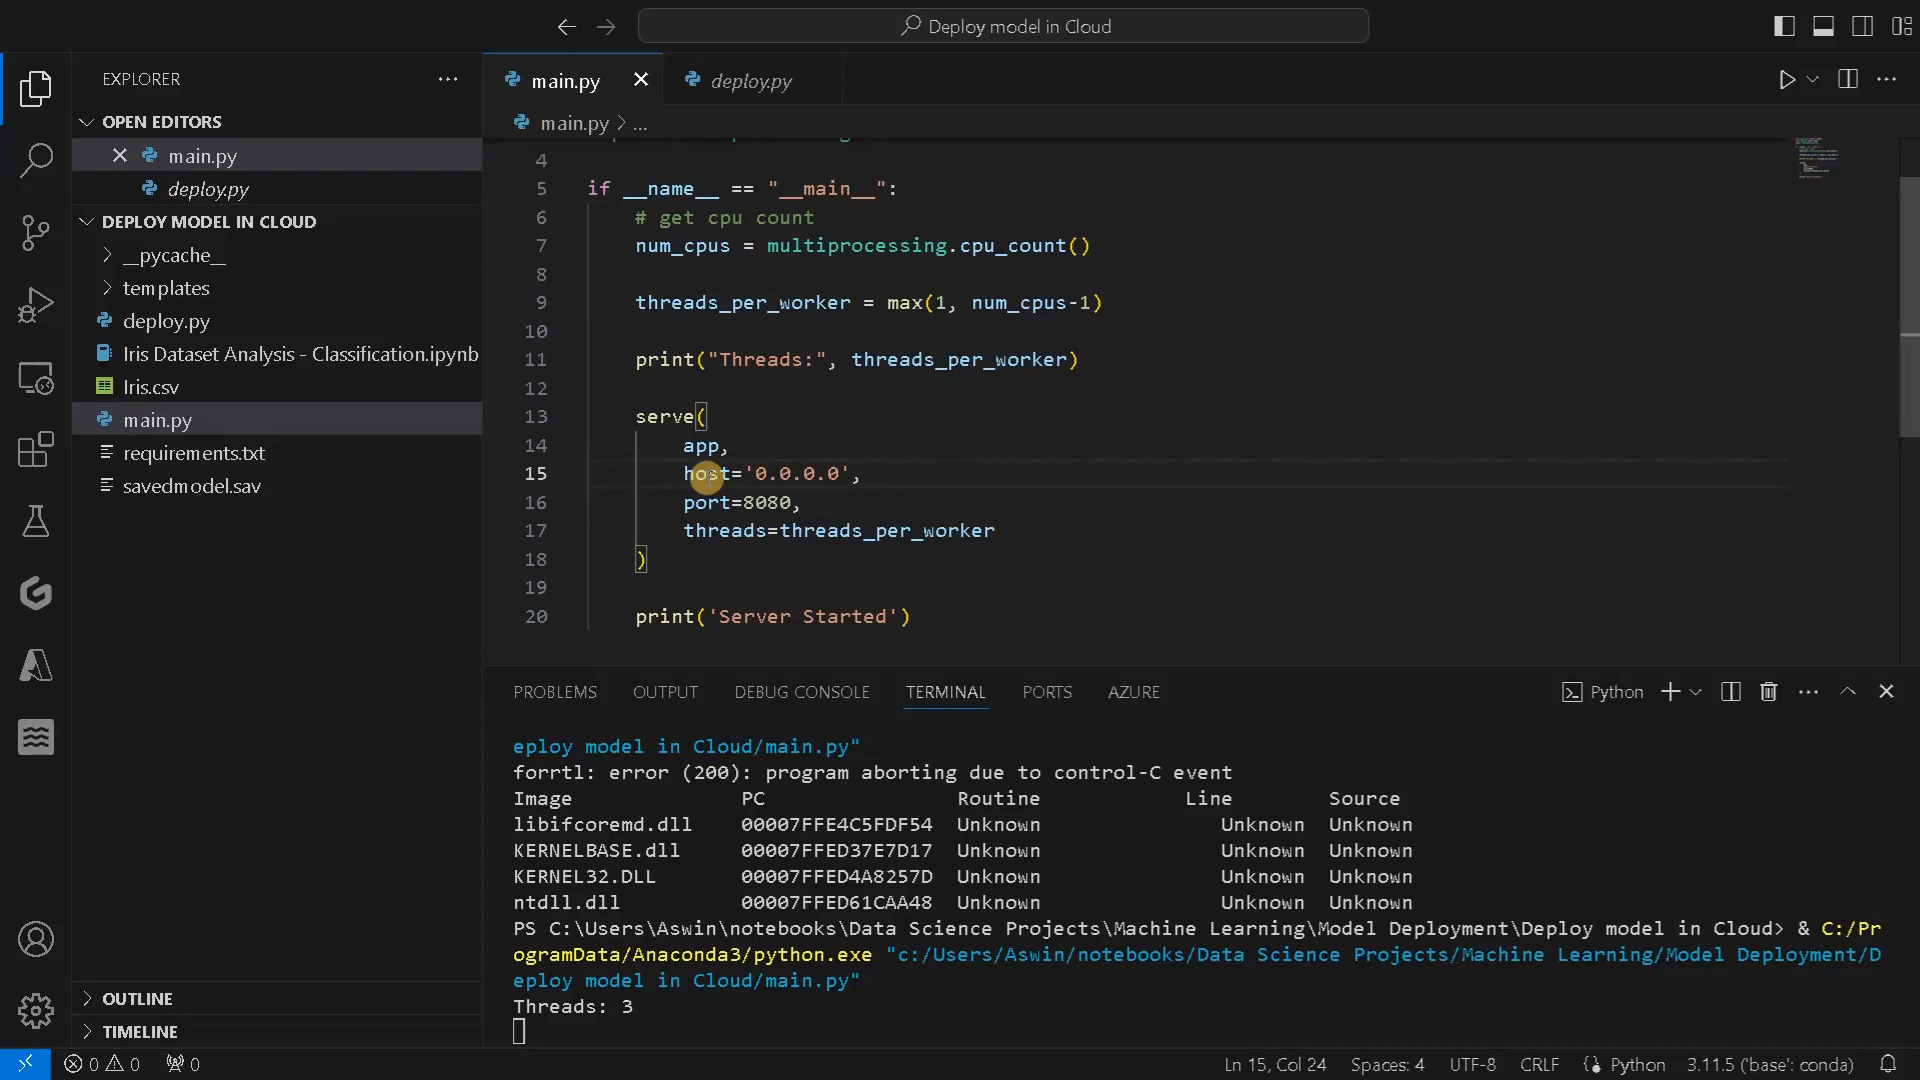 Deploy model in Cloud
EXPLORER
main.py
deploy.py
OPEN EDITORS
main.py > ...
main.py
deploy.py
DEPLOY MODEL IN CLOUD
__pycache__
templates
deploy.py
Iris Dataset Analysis - Classification.ipynb
Iris.csv
main.py
requirements.txt
savedmodel.sav
OUTLINE
TIMELINE
4
5 if __name__ == "__main__":
6 # get cpu count
7 num_cpus = multiprocessing.cpu_count()
8
9 threads_per_worker = max(1, num_cpus-1)
10
11 print("Threads:", threads_per_worker)
12
13 serve(
14 app,
15 host='0.0.0.0',
16 port=8080,
17 threads=threads_per_worker
18 )
19
20 print('Server Started')
PROBLEMS OUTPUT DEBUG CONSOLE TERMINAL PORTS AZURE
Python
eploy model in Cloud/main.py"
forrtl: error (200): program aborting due to control-C event
Image PC Routine Line Source
libifcoremd.dll 00007FFE4C5FDF54 Unknown Unknown Unknown
KERNELBASE.dll 00007FFED37E7D17 Unknown Unknown Unknown
KERNEL32.DLL 00007FFED4A8257D Unknown Unknown Unknown
ntdll.dll 00007FFED61CAA48 Unknown Unknown Unknown
PS C:\Users\Aswin\notebooks\Data Science Projects\Machine Learning\Model Deployment\Deploy model in Cloud> & C:/Pr
ogramData/Anaconda3/python.exe "c:/Users/Aswin/notebooks/Data Science Projects/Machine Learning/Model Deployment/D
eploy model in Cloud/main.py"
Threads: 3
0 0 0 Ln 15, Col 24 Spaces: 4 UTF-8 CRLF Python 3.11.5 ('base': conda)